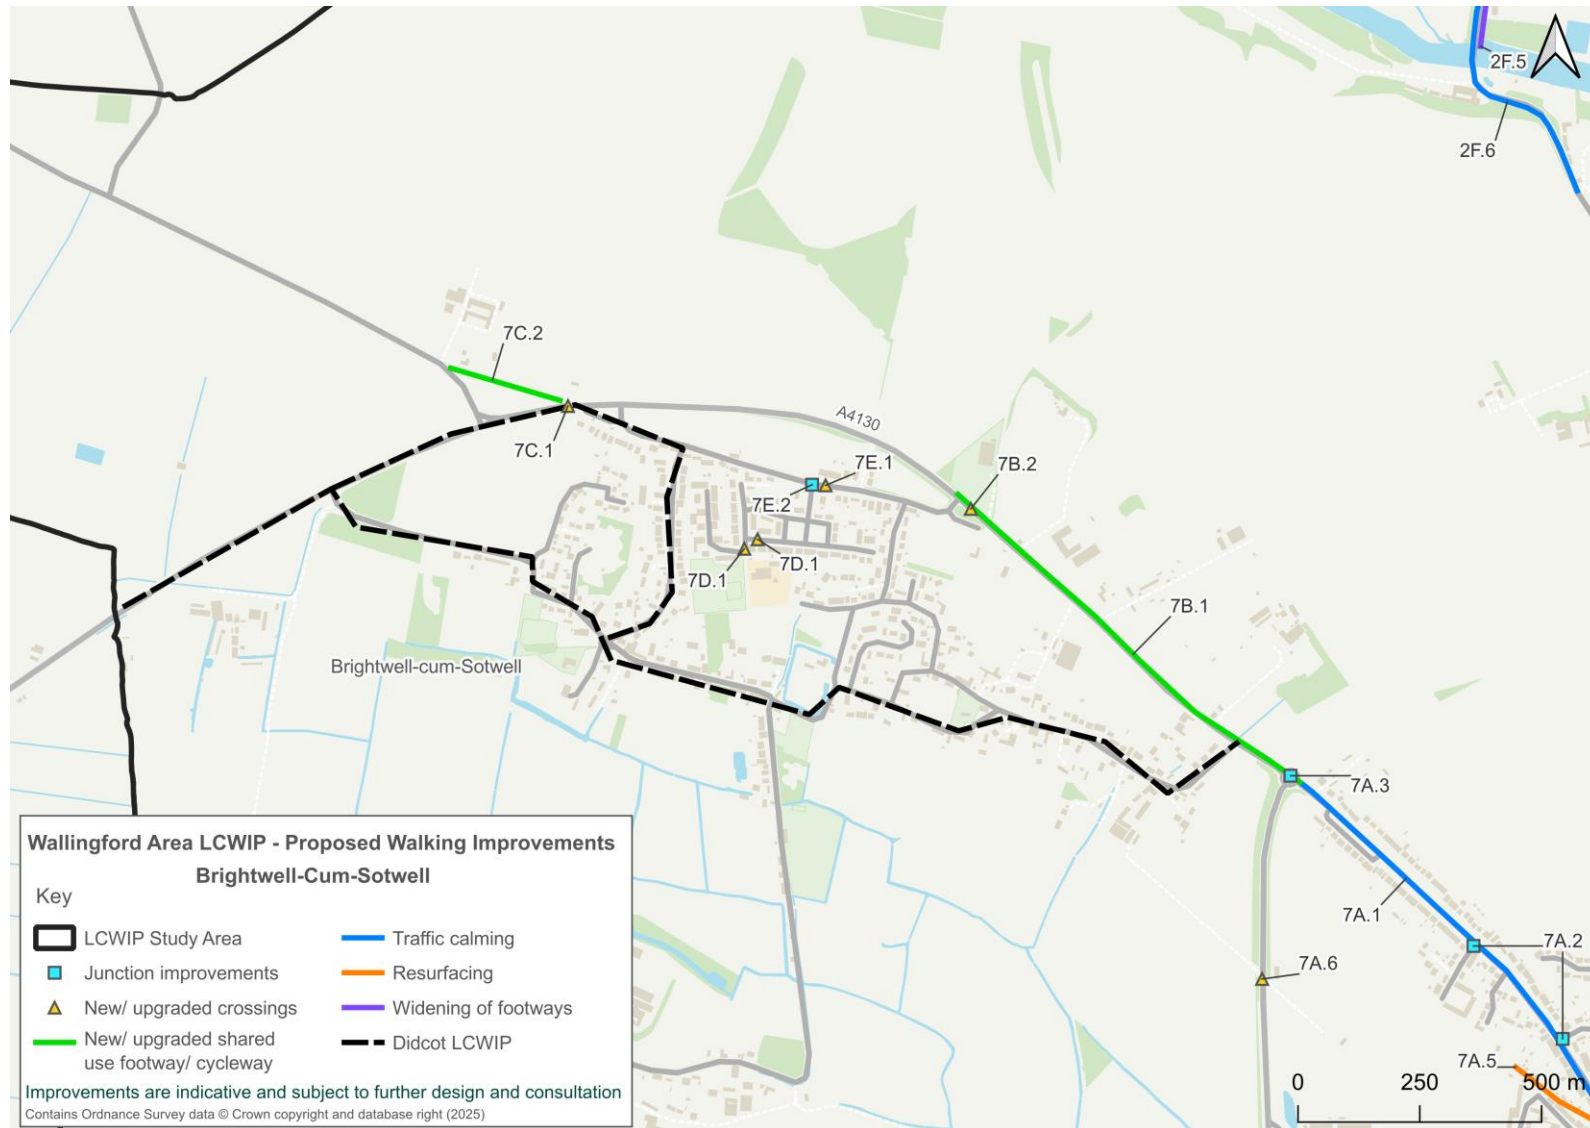 2F.5
2F.6
7C.2
A4130
7C.1
7E.1
7B.2
7E.2
7D.1
7D.1
7B.1
Brightwell-cum-Sotwell
7A.3
7A.1
7A.2
7A.6
7A.5
0 250 500 m
Wallingford Area LCWIP - Proposed Walking Improvements
Brightwell-Cum-Sotwell
Key
LCWIP Study Area
Junction improvements
New/ upgraded crossings
New/ upgraded shared
use footway/ cycleway
Traffic calming
Resurfacing
Widening of footways
Didcot LCWIP
Improvements are indicative and subject to further design and consultation
Contains Ordnance Survey data © Crown copyright and database right (2025)